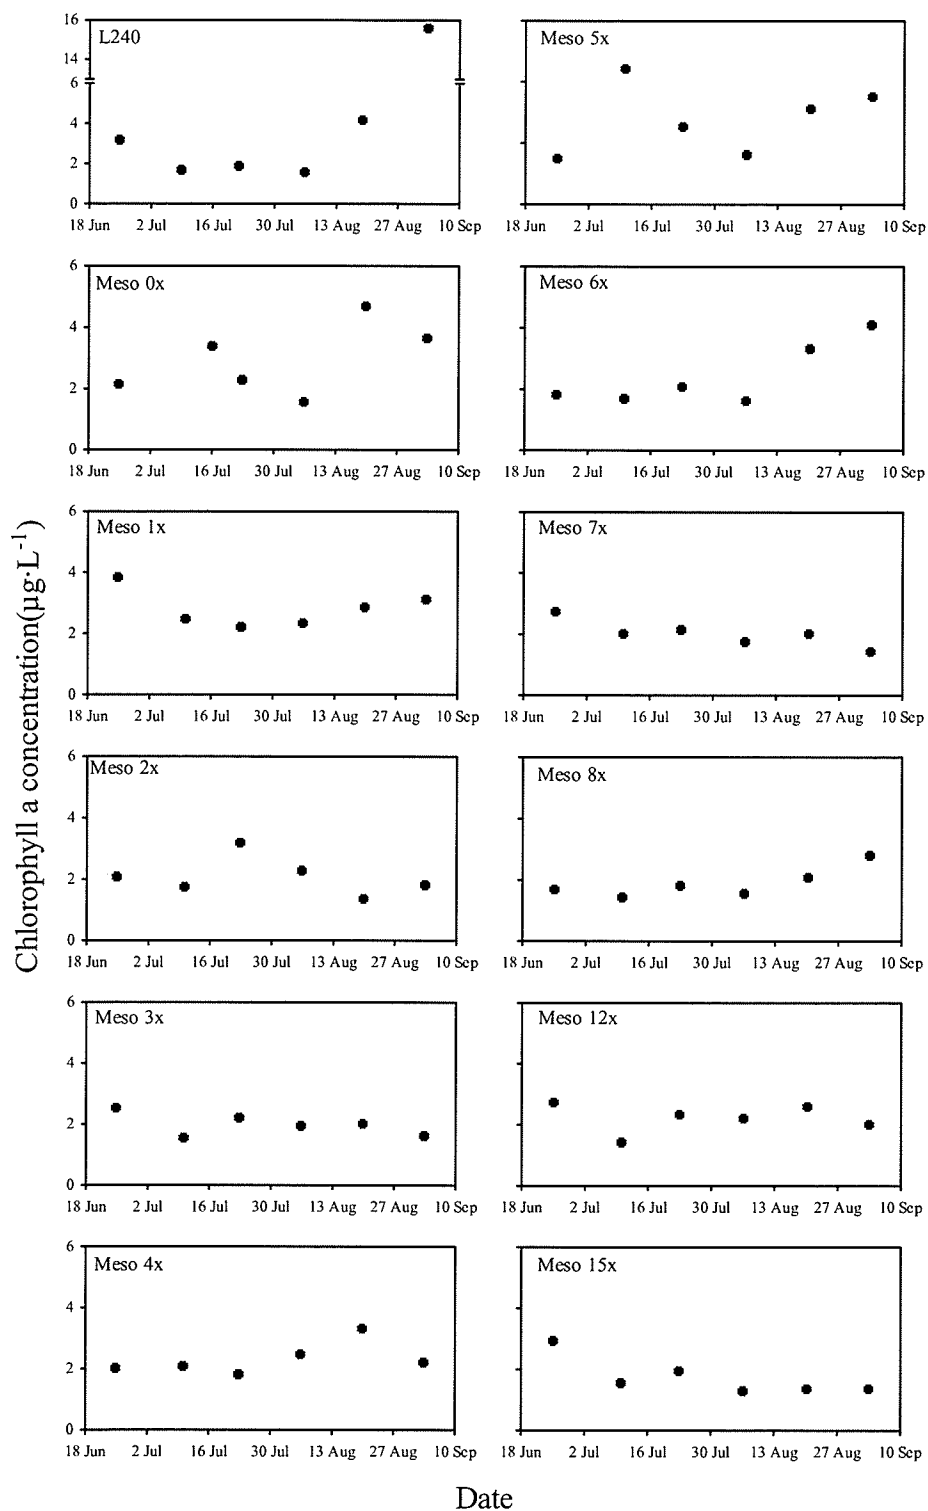 16
L240
14
6
4
2
0
18 Jun 2 Jul 16 Jul 30 Jul 13 Aug 27 Aug 10 Sep
Meso 5x
18 Jun 2 Jul 16 Jul 30 Jul 13 Aug 27 Aug 10 Sep
6
Meso 0x
4
2
0
18 Jun 2 Jul 16 Jul 30 Jul 13 Aug 27 Aug 10 Sep
Meso 6x
18 Jun 2 Jul 16 Jul 30 Jul 13 Aug 27 Aug 10 Sep
Chlorophyll a concentration(µg·L⁻¹)
6
Meso 1x
4
2
0
18 Jun 2 Jul 16 Jul 30 Jul 13 Aug 27 Aug 10 Sep
Meso 7x
18 Jun 2 Jul 16 Jul 30 Jul 13 Aug 27 Aug 10 Sep
6
Meso 2x
4
2
0
18 Jun 2 Jul 16 Jul 30 Jul 13 Aug 27 Aug 10 Sep
Meso 8x
18 Jun 2 Jul 16 Jul 30 Jul 13 Aug 27 Aug 10 Sep
6
Meso 3x
4
2
0
18 Jun 2 Jul 16 Jul 30 Jul 13 Aug 27 Aug 10 Sep
Meso 12x
18 Jun 2 Jul 16 Jul 30 Jul 13 Aug 27 Aug 10 Sep
6
Meso 4x
4
2
0
18 Jun 2 Jul 16 Jul 30 Jul 13 Aug 27 Aug 10 Sep
Meso 15x
18 Jun 2 Jul 16 Jul 30 Jul 13 Aug 27 Aug 10 Sep
Date